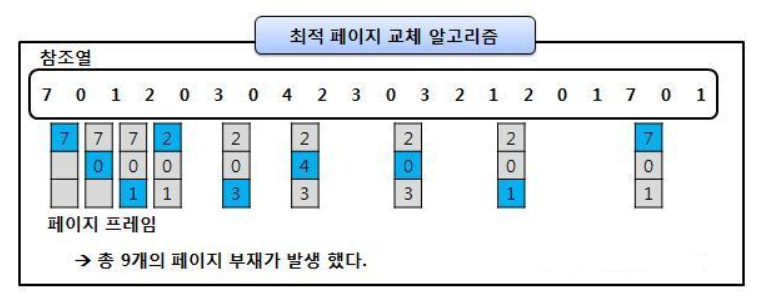 최적 페이지 교체 알고리즘
참조열
7 0 1 2 0 3 0 4 2 3 0 3 2 1 2 0 1 7 0 1
7 7 7 2 2 2 2 2 7
0 0 0 0 4 0 0 0
1 1 3 3 3 1 1
페이지 프레임
→ 총 9개의 페이지 부재가 발생 했다.